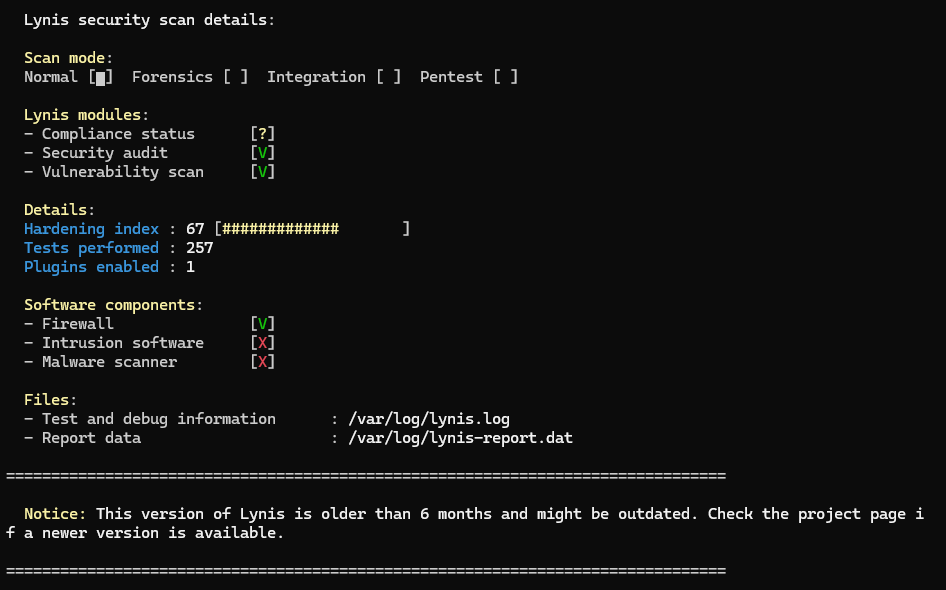 Lynis security scan details:
Scan mode:
Normal [■] Forensics [ ] Integration [ ] Pentest [ ]
Lynis modules:
- Compliance status [?]
- Security audit [V]
- Vulnerability scan [V]
Details:
Hardening index : 67 [############# ]
Tests performed : 257
Plugins enabled : 1
Software components:
- Firewall [V]
- Intrusion software [X]
- Malware scanner [X]
Files:
- Test and debug information : /var/log/lynis.log
- Report data : /var/log/lynis-report.dat
================================================================================
Notice: This version of Lynis is older than 6 months and might be outdated. Check the project page i
f a newer version is available.
================================================================================